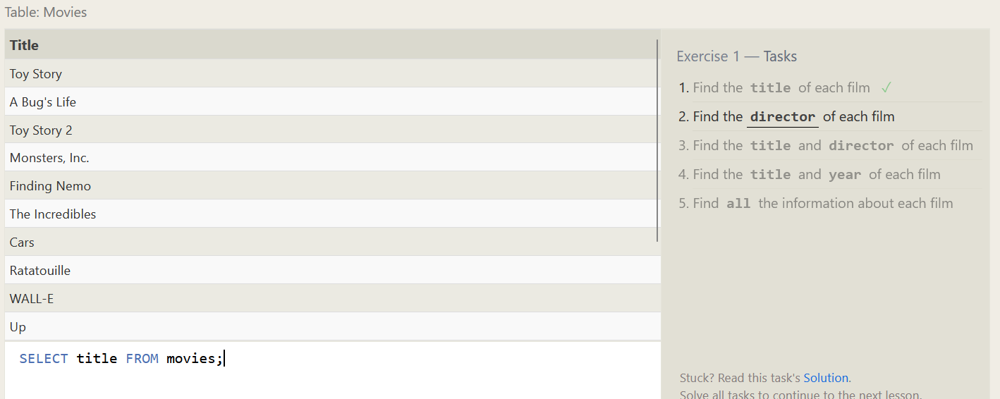 Table: Movies
Title
Toy Story
A Bug's Life
Toy Story 2
Monsters, Inc.
Finding Nemo
The Incredibles
Cars
Ratatouille
WALL-E
Up
SELECT title FROM movies;
Exercise 1 — Tasks
1. Find the title of each film ✓
2. Find the director of each film
3. Find the title and director of each film
4. Find the title and year of each film
5. Find all the information about each film
Stuck? Read this task's Solution.
Solve all tasks to continue to the next lesson.